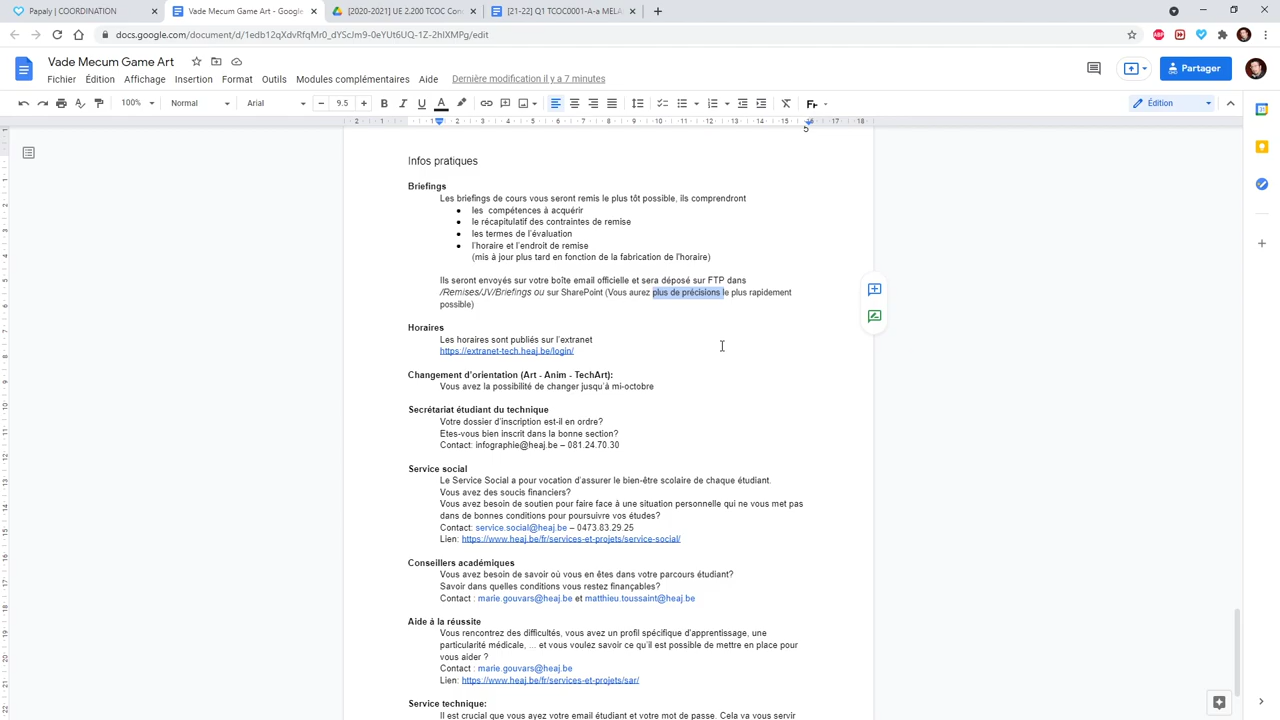 Papaly | COORDINATION
Vade Mecum Game Art - Google
[2020-2021] UE 2.200 TCOC Con
[21-22] Q1 TCOC0001-A-a MELA
docs.google.com/document/d/1edb12qXdvRfqMr0_dYScJm9-0eYUt6UQ-1Z-2hIXMPg/edit
Vade Mecum Game Art
Fichier Édition Affichage Insertion Format Outils Modules complémentaires Aide Dernière modification il y a 7 minutes
Partager
100% Normal Arial 9.5 Édition
Infos pratiques
Briefings
Les briefings de cours vous seront remis le plus tôt possible, ils comprendront
● les compétences à acquérir
● le récapitulatif des contraintes de remise
● les termes de l'évaluation
● l'horaire et l'endroit de remise
(mis à jour plus tard en fonction de la fabrication de l'horaire)
Ils seront envoyés sur votre boîte email officielle et sera déposé sur FTP dans
/Remises/JV/Briefings ou sur SharePoint (Vous aurez plus de précisions le plus rapidement
possible)
Horaires
Les horaires sont publiés sur l'extranet
https://extranet-tech.heaj.be/login/
Changement d'orientation (Art - Anim - TechArt):
Vous avez la possibilité de changer jusqu'à mi-octobre
Secrétariat étudiant du technique
Votre dossier d'inscription est-il en ordre?
Etes-vous bien inscrit dans la bonne section?
Contact: infographie@heaj.be – 081.24.70.30
Service social
Le Service Social a pour vocation d'assurer le bien-être scolaire de chaque étudiant.
Vous avez des soucis financiers?
Vous avez besoin de soutien pour faire face à une situation personnelle qui ne vous met pas
dans de bonnes conditions pour poursuivre vos études?
Contact: service.social@heaj.be – 0473.83.29.25
Lien: https://www.heaj.be/fr/services-et-projets/service-social/
Conseillers académiques
Vous avez besoin de savoir où vous en êtes dans votre parcours étudiant?
Savoir dans quelles conditions vous restez finançables?
Contact : marie.gouvars@heaj.be et matthieu.toussaint@heaj.be
Aide à la réussite
Vous rencontrez des difficultés, vous avez un profil spécifique d'apprentissage, une
particularité médicale, ... et vous voulez savoir ce qu'il est possible de mettre en place pour
vous aider ?
Contact : marie.gouvars@heaj.be
Lien: https://www.heaj.be/fr/services-et-projets/sar/
Service technique:
Il est crucial que vous ayez votre email étudiant et votre mot de passe. Cela va vous servir